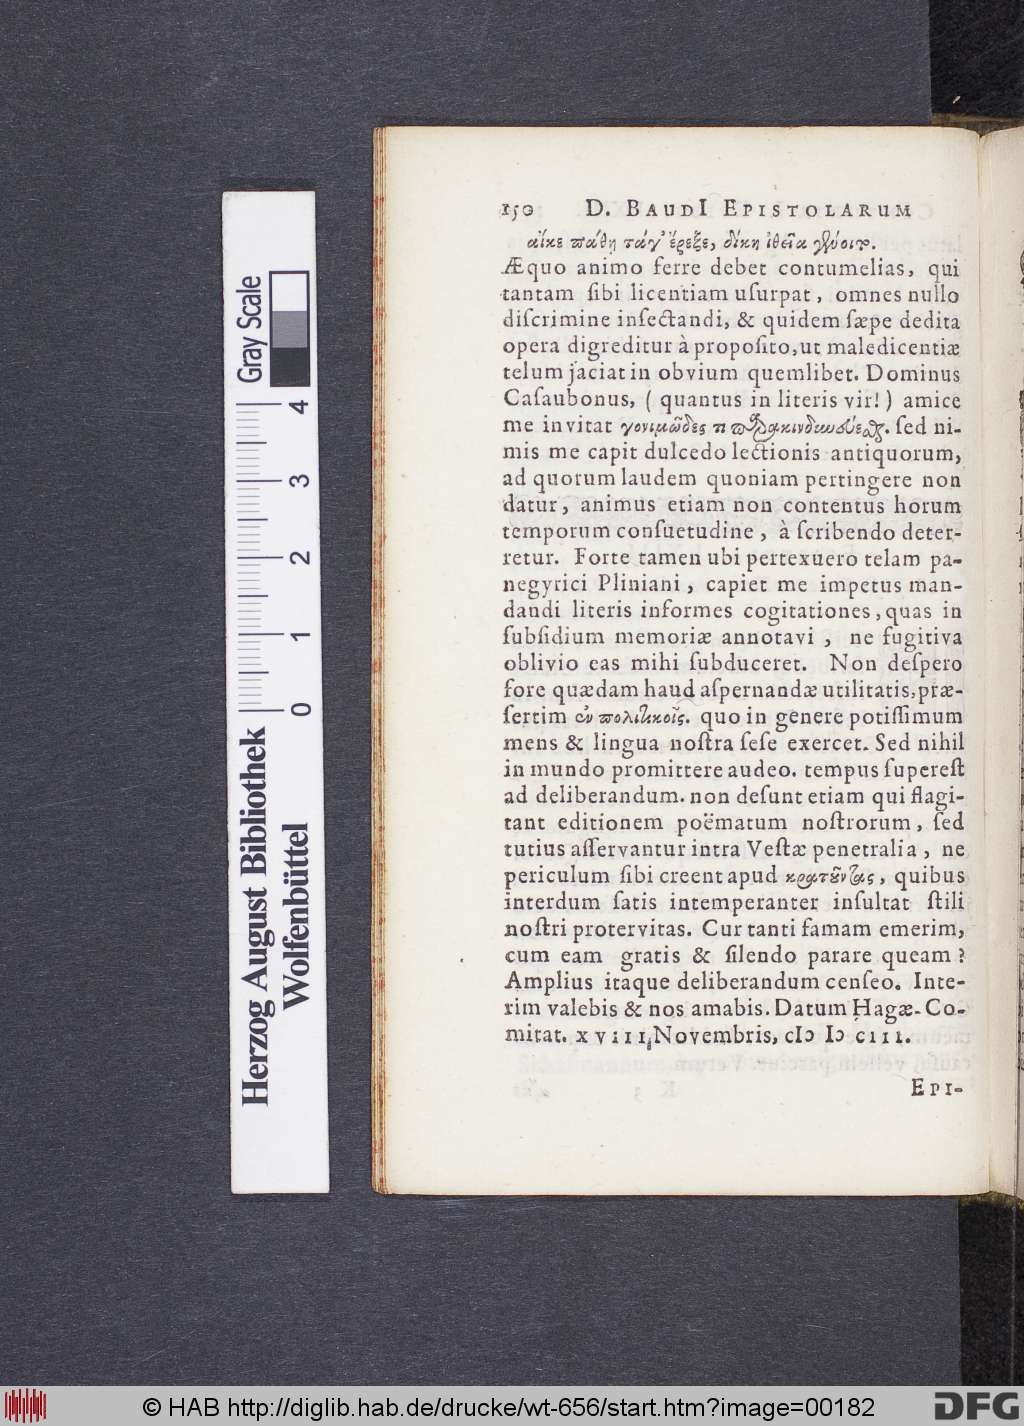 150 D. BAUDI EPISTOLARUM
αἴκε πάθῃ τάγ' ἔρεξε, δίκη ἰθεῖα γένοιτο.
Æquo animo ferre debet contumelias, qui
tantam ſibi licentiam uſurpat, omnes nullo
diſcrimine inſectandi, & quidem ſæpe dedita
opera digreditur à propoſito, ut maledicentiæ
telum jaciat in obvium quemlibet. Dominus
Caſaubonus, (quantus in literis vir!) amice
me invitat γονιμῶδες τι ... ſed ni-
mis me capit dulcedo lectionis antiquorum,
ad quorum laudem quoniam pertingere non
datur, animus etiam non contentus horum
temporum conſuetudine, à ſcribendo deter-
retur. Forte tamen ubi pertexuero telam pa-
negyrici Pliniani, capiet me impetus man-
dandi literis informes cogitationes, quas in
ſubſidium memoriæ annotavi, ne fugitiva
oblivio eas mihi ſubduceret. Non deſpero
fore quædam haud aſpernandæ utilitatis, præ-
ſertim ἐν πολιτικοῖς. quo in genere potiſſimum
mens & lingua noſtra ſeſe exercet. Sed nihil
in mundo promittere audeo. tempus ſupereſt
ad deliberandum. non deſunt etiam qui flagi-
tant editionem poëmatum noſtrorum, ſed
tutius aſſervantur intra Veſtæ penetralia, ne
periculum ſibi creent apud κρατοῦντας, quibus
interdum ſatis intemperanter inſultat ſtili
noſtri protervitas. Cur tanti famam emerim,
cum eam gratis & ſilendo parare queam?
Amplius itaque deliberandum cenſeo. Inte-
rim valebis & nos amabis. Datum Hagæ-Co-
mitat. XVIII, Novembris, cIↄ Iↄ CIII.
EPI-
Gray Scale
4
3
2
1
0
Herzog August Bibliothek
Wolfenbüttel
© HAB http://diglib.hab.de/drucke/wt-656/start.htm?image=00182
DFG